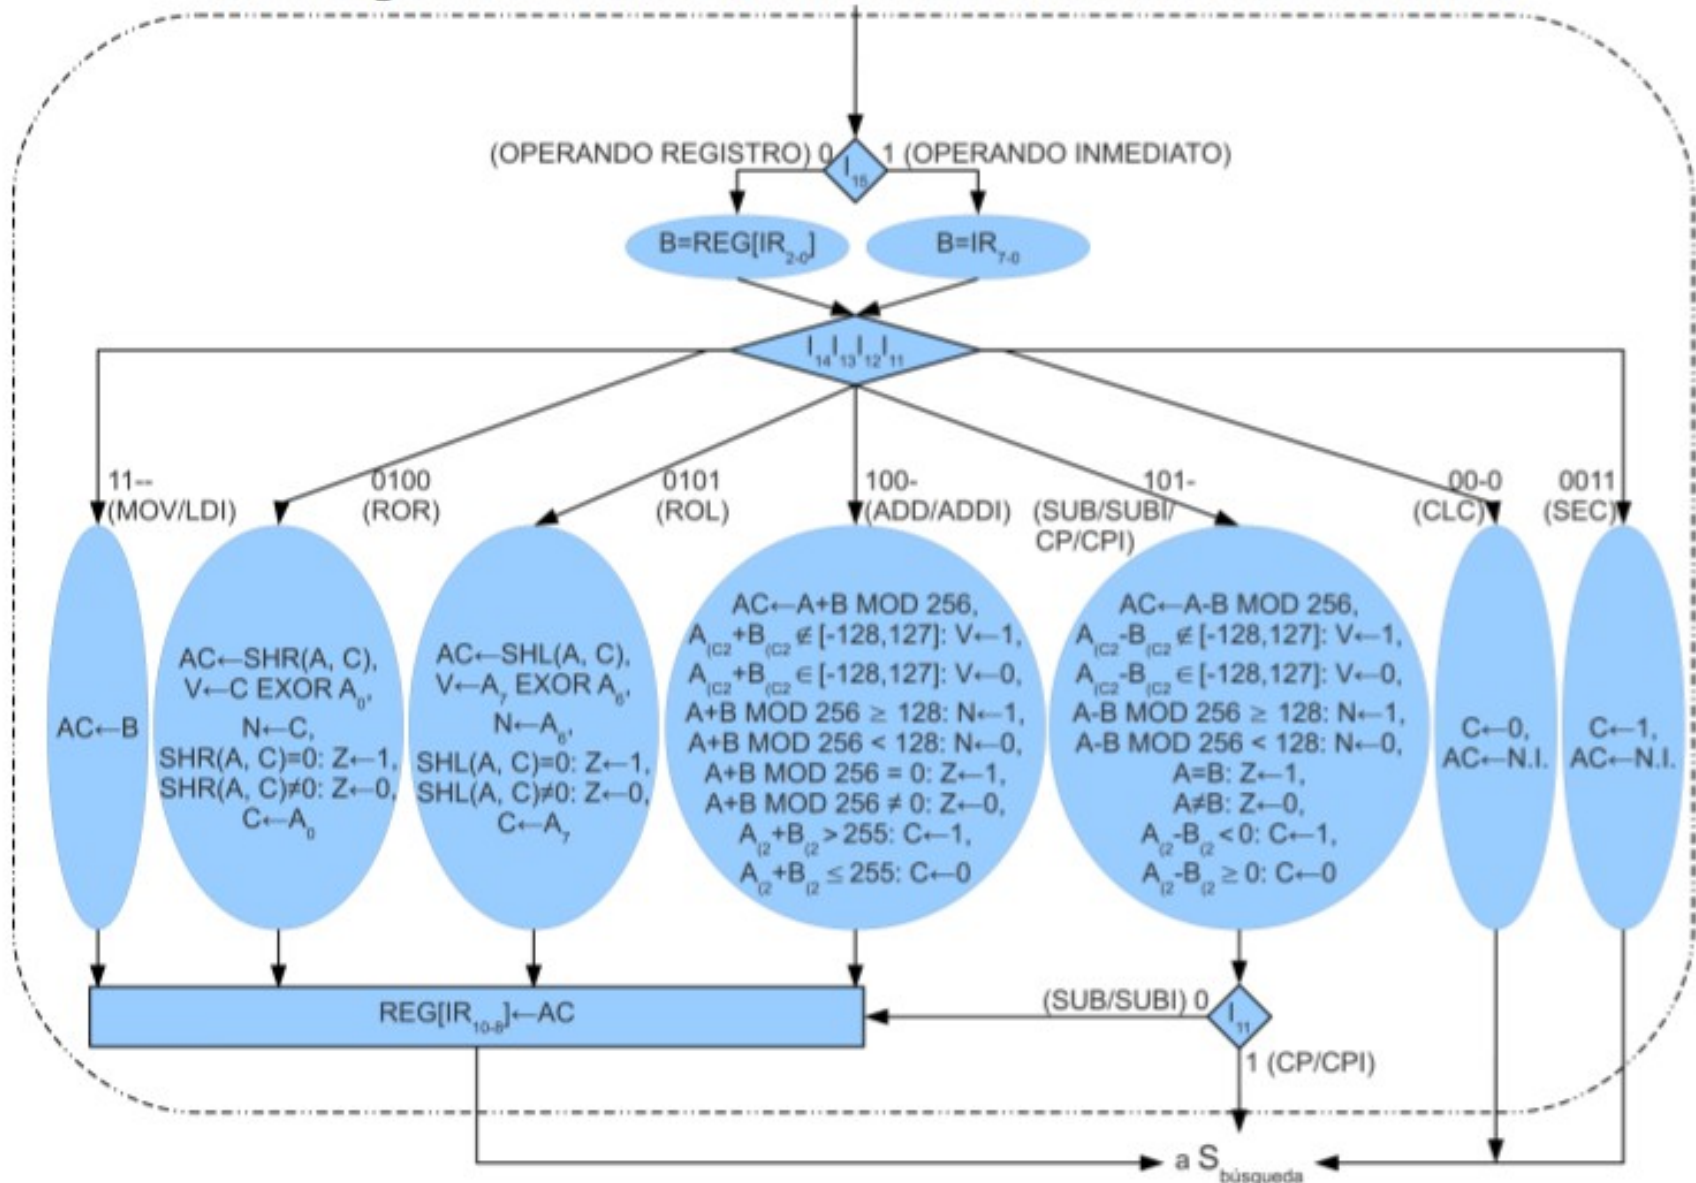 (OPERANDO REGISTRO) 0
1 (OPERANDO INMEDIATO)
I15
B=REG[IR2-0]
B=IR7-0
I14I13I12I11
11--
(MOV/LDI)
0100
(ROR)
0101
(ROL)
100-
(ADD/ADDI)
101-
(SUB/SUBI/
CP/CPI)
00-0
(CLC)
0011
(SEC)
AC←B
AC←SHR(A, C),
V←C EXOR A0,
N←C,
SHR(A, C)=0: Z←1,
SHR(A, C)≠0: Z←0,
C←A0
AC←SHL(A, C),
V←A7 EXOR A6,
N←A6,
SHL(A, C)=0: Z←1,
SHL(A, C)≠0: Z←0,
C←A7
AC←A+B MOD 256,
A(C2+B(C2∉[-128,127]: V←1,
A(C2+B(C2∈[-128,127]: V←0,
A+B MOD 256 ≥ 128: N←1,
A+B MOD 256 < 128: N←0,
A+B MOD 256 = 0: Z←1,
A+B MOD 256 ≠ 0: Z←0,
A(2+B(2 > 255: C←1,
A(2+B(2 ≤ 255: C←0
AC←A-B MOD 256,
A(C2-B(C2∉[-128,127]: V←1,
A(C2-B(C2∈[-128,127]: V←0,
A-B MOD 256 ≥ 128: N←1,
A-B MOD 256 < 128: N←0,
A=B: Z←1,
A≠B: Z←0,
A(2-B(2 < 0: C←1,
A(2-B(2 ≥ 0: C←0
C←0,
AC←N.I.
C←1,
AC←N.I.
REG[IR10-8]←AC
(SUB/SUBI) 0
I11
1 (CP/CPI)
a Sbúsqueda